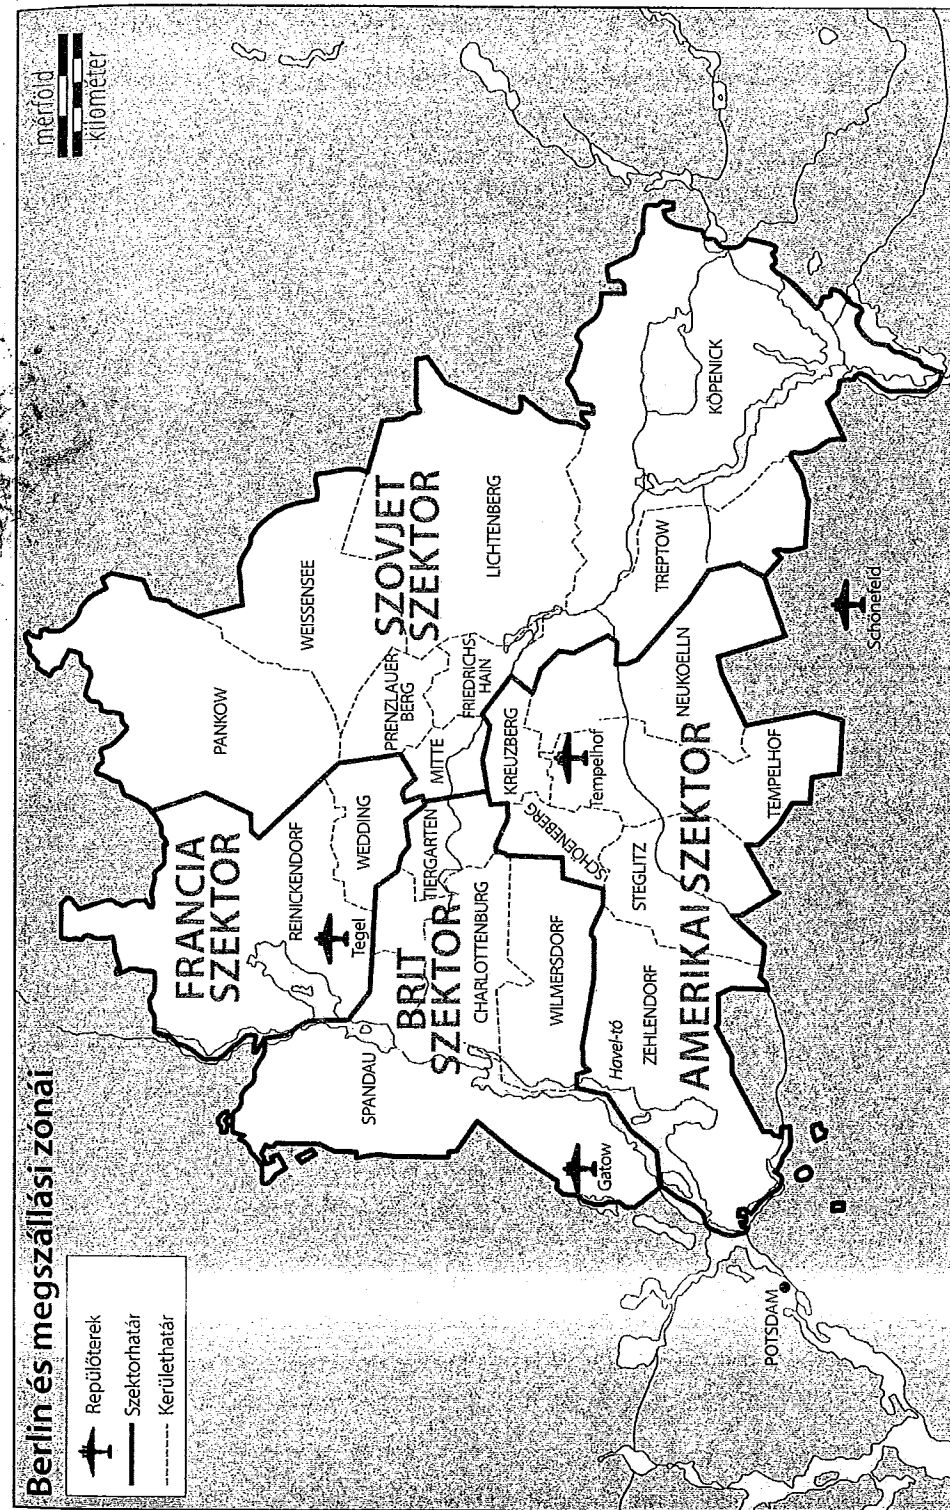 Berlin és megszállási zónái
Repülőterek
Szektorhatár
Kerülethatár
mérföld
kilométer
FRANCIA
SZEKTOR
REINICKENDORF
Tegel
WEDDING
PANKOW
WEISSENSEE
PRENZLAUER
BERG
SZOVJET
SZEKTOR
LICHTENBERG
MITTE
FRIEDRICHS-
HAIN
TREPTOW
KÖPENICK
BRIT
SZEKTOR
SPANDAU
TIERGARTEN
CHARLOTTENBURG
WILMERSDORF
Gatow
Havel-tó
ZEHLENDORF
AMERIKAI SZEKTOR
STEGLITZ
SCHOENEBERG
KREUZBERG
Tempelhof
NEUKOELLN
TEMPELHOF
Schönefeld
POTSDAM